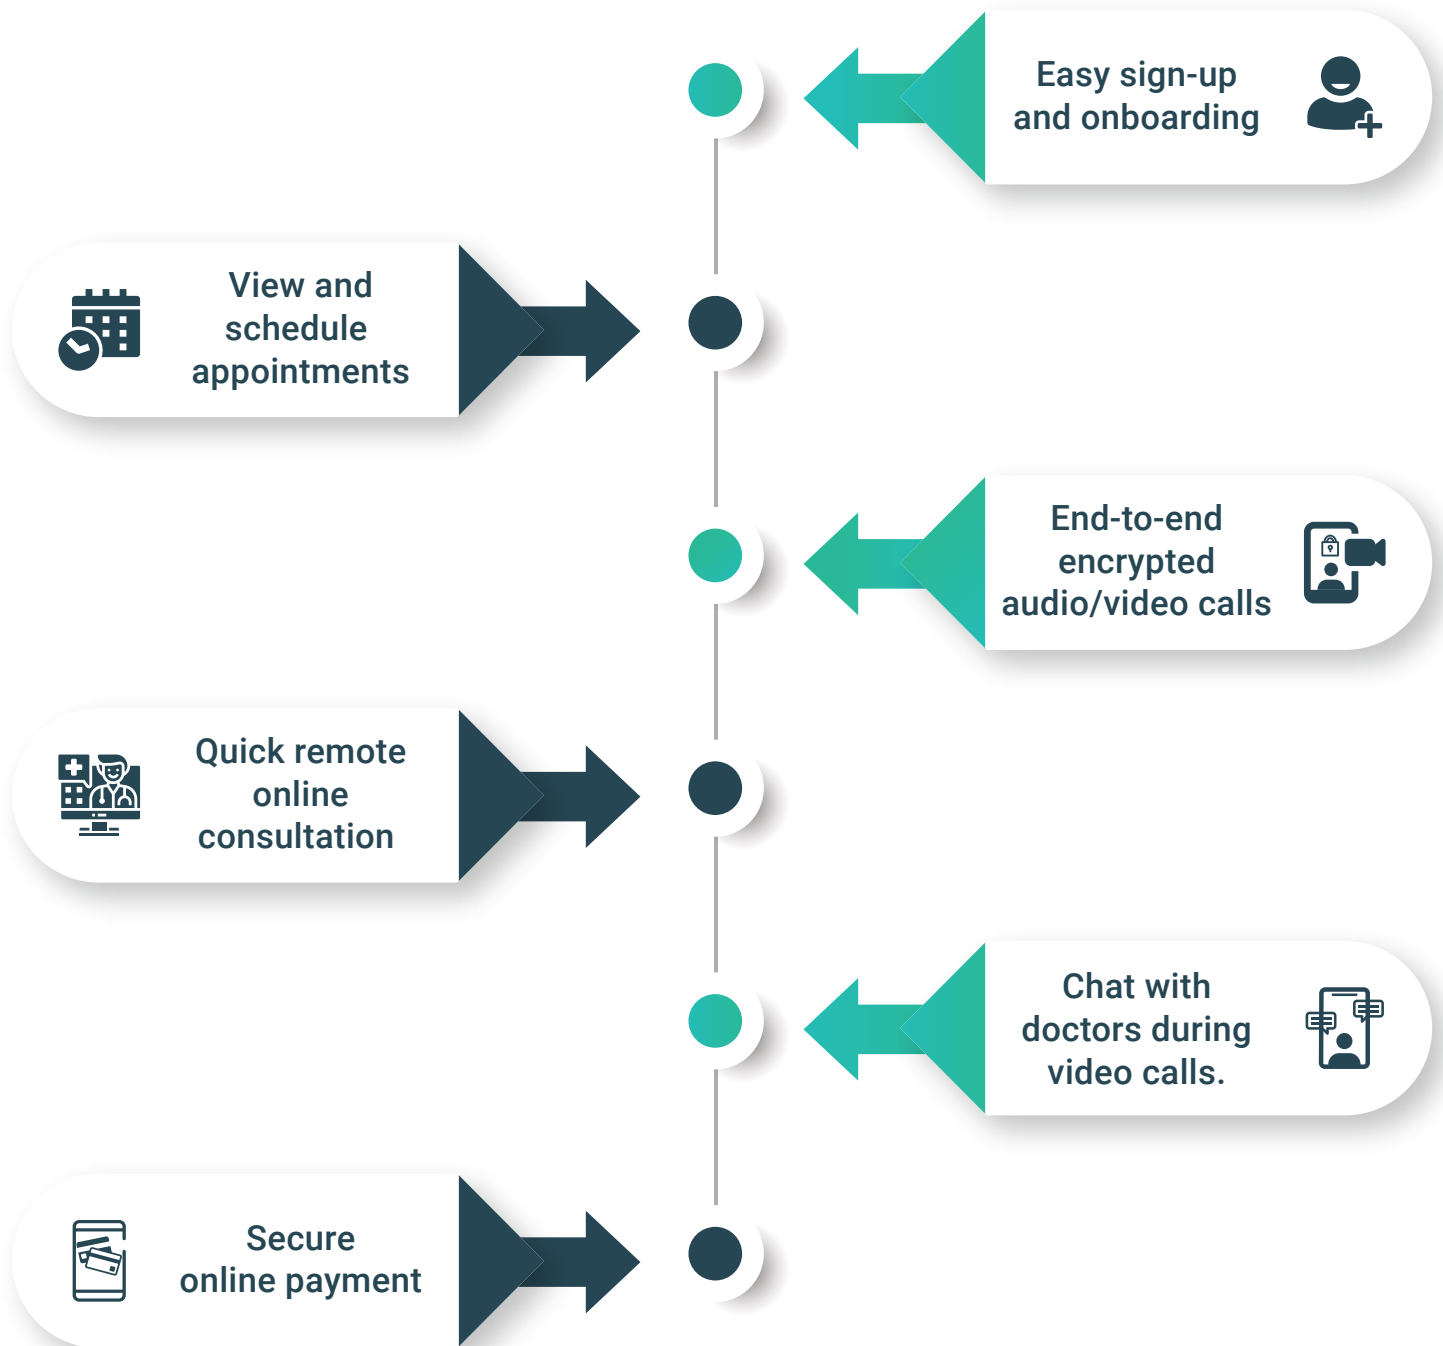 Easy sign-up
and onboarding
View and
schedule
appointments
End-to-end
encrypted
audio/video calls
Quick remote
online
consultation
Chat with
doctors during
video calls.
Secure
online payment